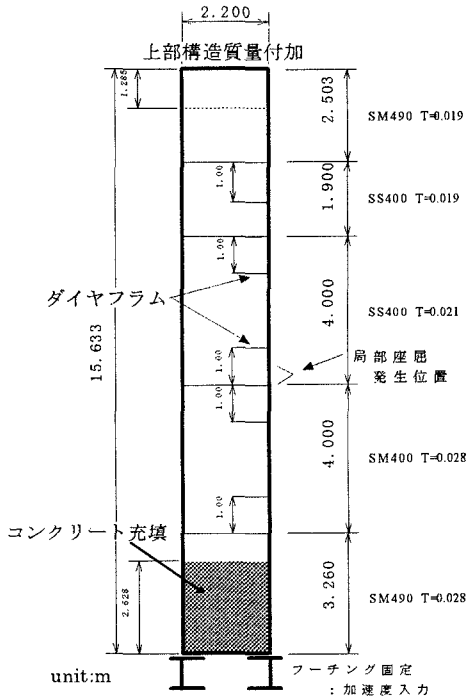 2.200
上部構造質量付加
1.285
2.503
SM490 T=0.019
1.00
1.900
SS400 T=0.019
1.00
ダイヤフラム
4.000
SS400 T=0.021
15.633
局部座屈
発生位置
1.00
1.00
4.000
SM400 T=0.028
1.00
コンクリート充填
3.260
SM490 T=0.028
2.628
unit:m
フーチング固定
:加速度入力